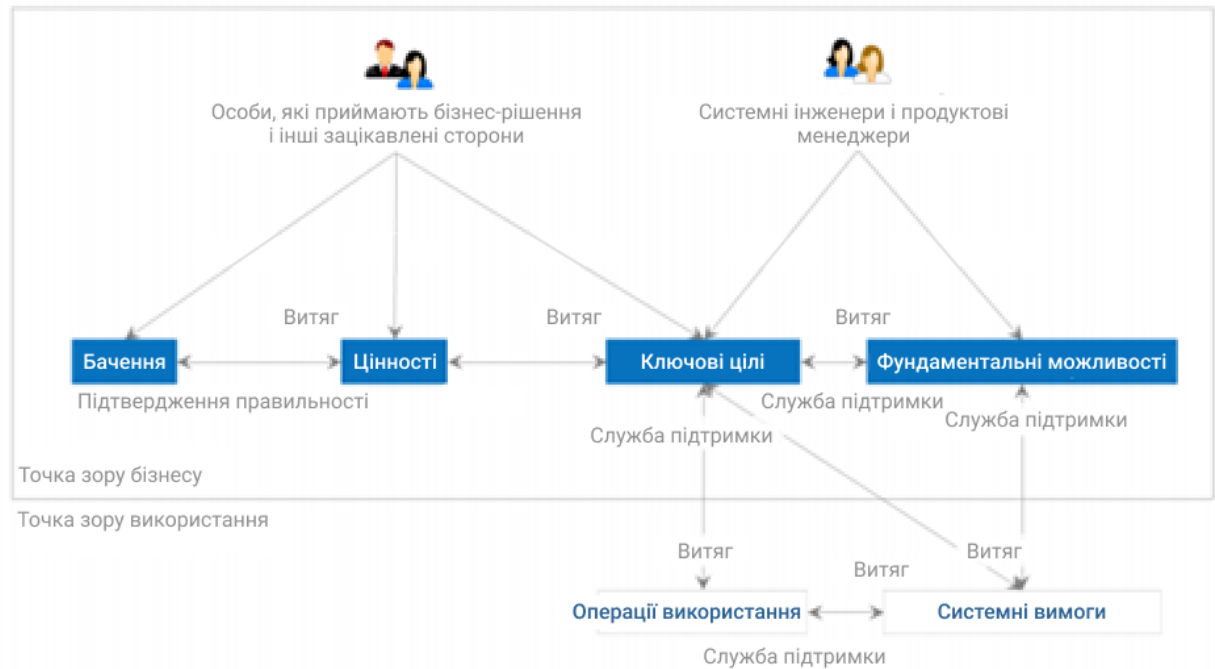 Особи, які приймають бізнес-рішення
і інші зацікавлені сторони
Системні інженери і продуктові
менеджери
Витяг
Витяг
Витяг
Бачення
Цінності
Ключові цілі
Фундаментальні можливості
Підтвердження правильності
Служба підтримки
Служба підтримки
Служба підтримки
Точка зору бізнесу
Точка зору використання
Витяг
Витяг
Витяг
Операції використання
Системні вимоги
Служба підтримки